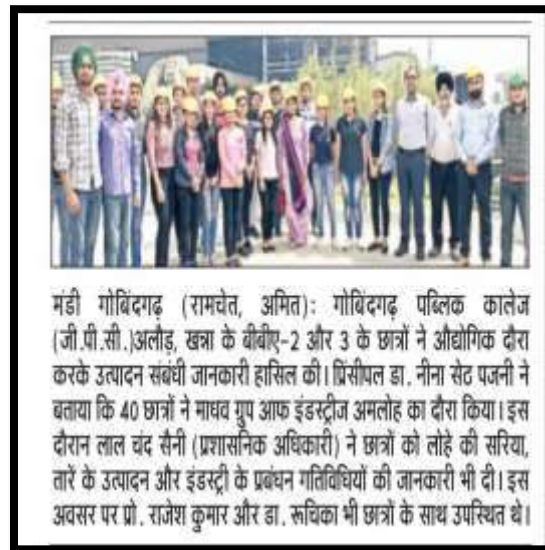 मंडी गोबिंदगढ़ (रामचेत, अमित): गोबिंदगढ़ पब्लिक कालेज
(जी.पी.सी.)अलौड़, खन्ना के बीबीए-2 और 3 के छात्रों ने औद्योगिक दौरा
करके उत्पादन संबंधी जानकारी हासिल की। प्रिंसीपल डा. नीना सेट पजनी ने
बताया कि 40 छात्रों ने माधव ग्रुप आफ इंडस्ट्रीज अमलोह का दौरा किया। इस
दौरान लाल चंद सैनी (प्रशासनिक अधिकारी) ने छात्रों को लोहे की सरिया,
तारें के उत्पादन और इंडस्ट्री के प्रबंधन गतिविधियों की जानकारी भी दी। इस
अवसर पर प्रो. राजेश कुमार और डा. रूचिका भी छात्रों के साथ उपस्थित थे।